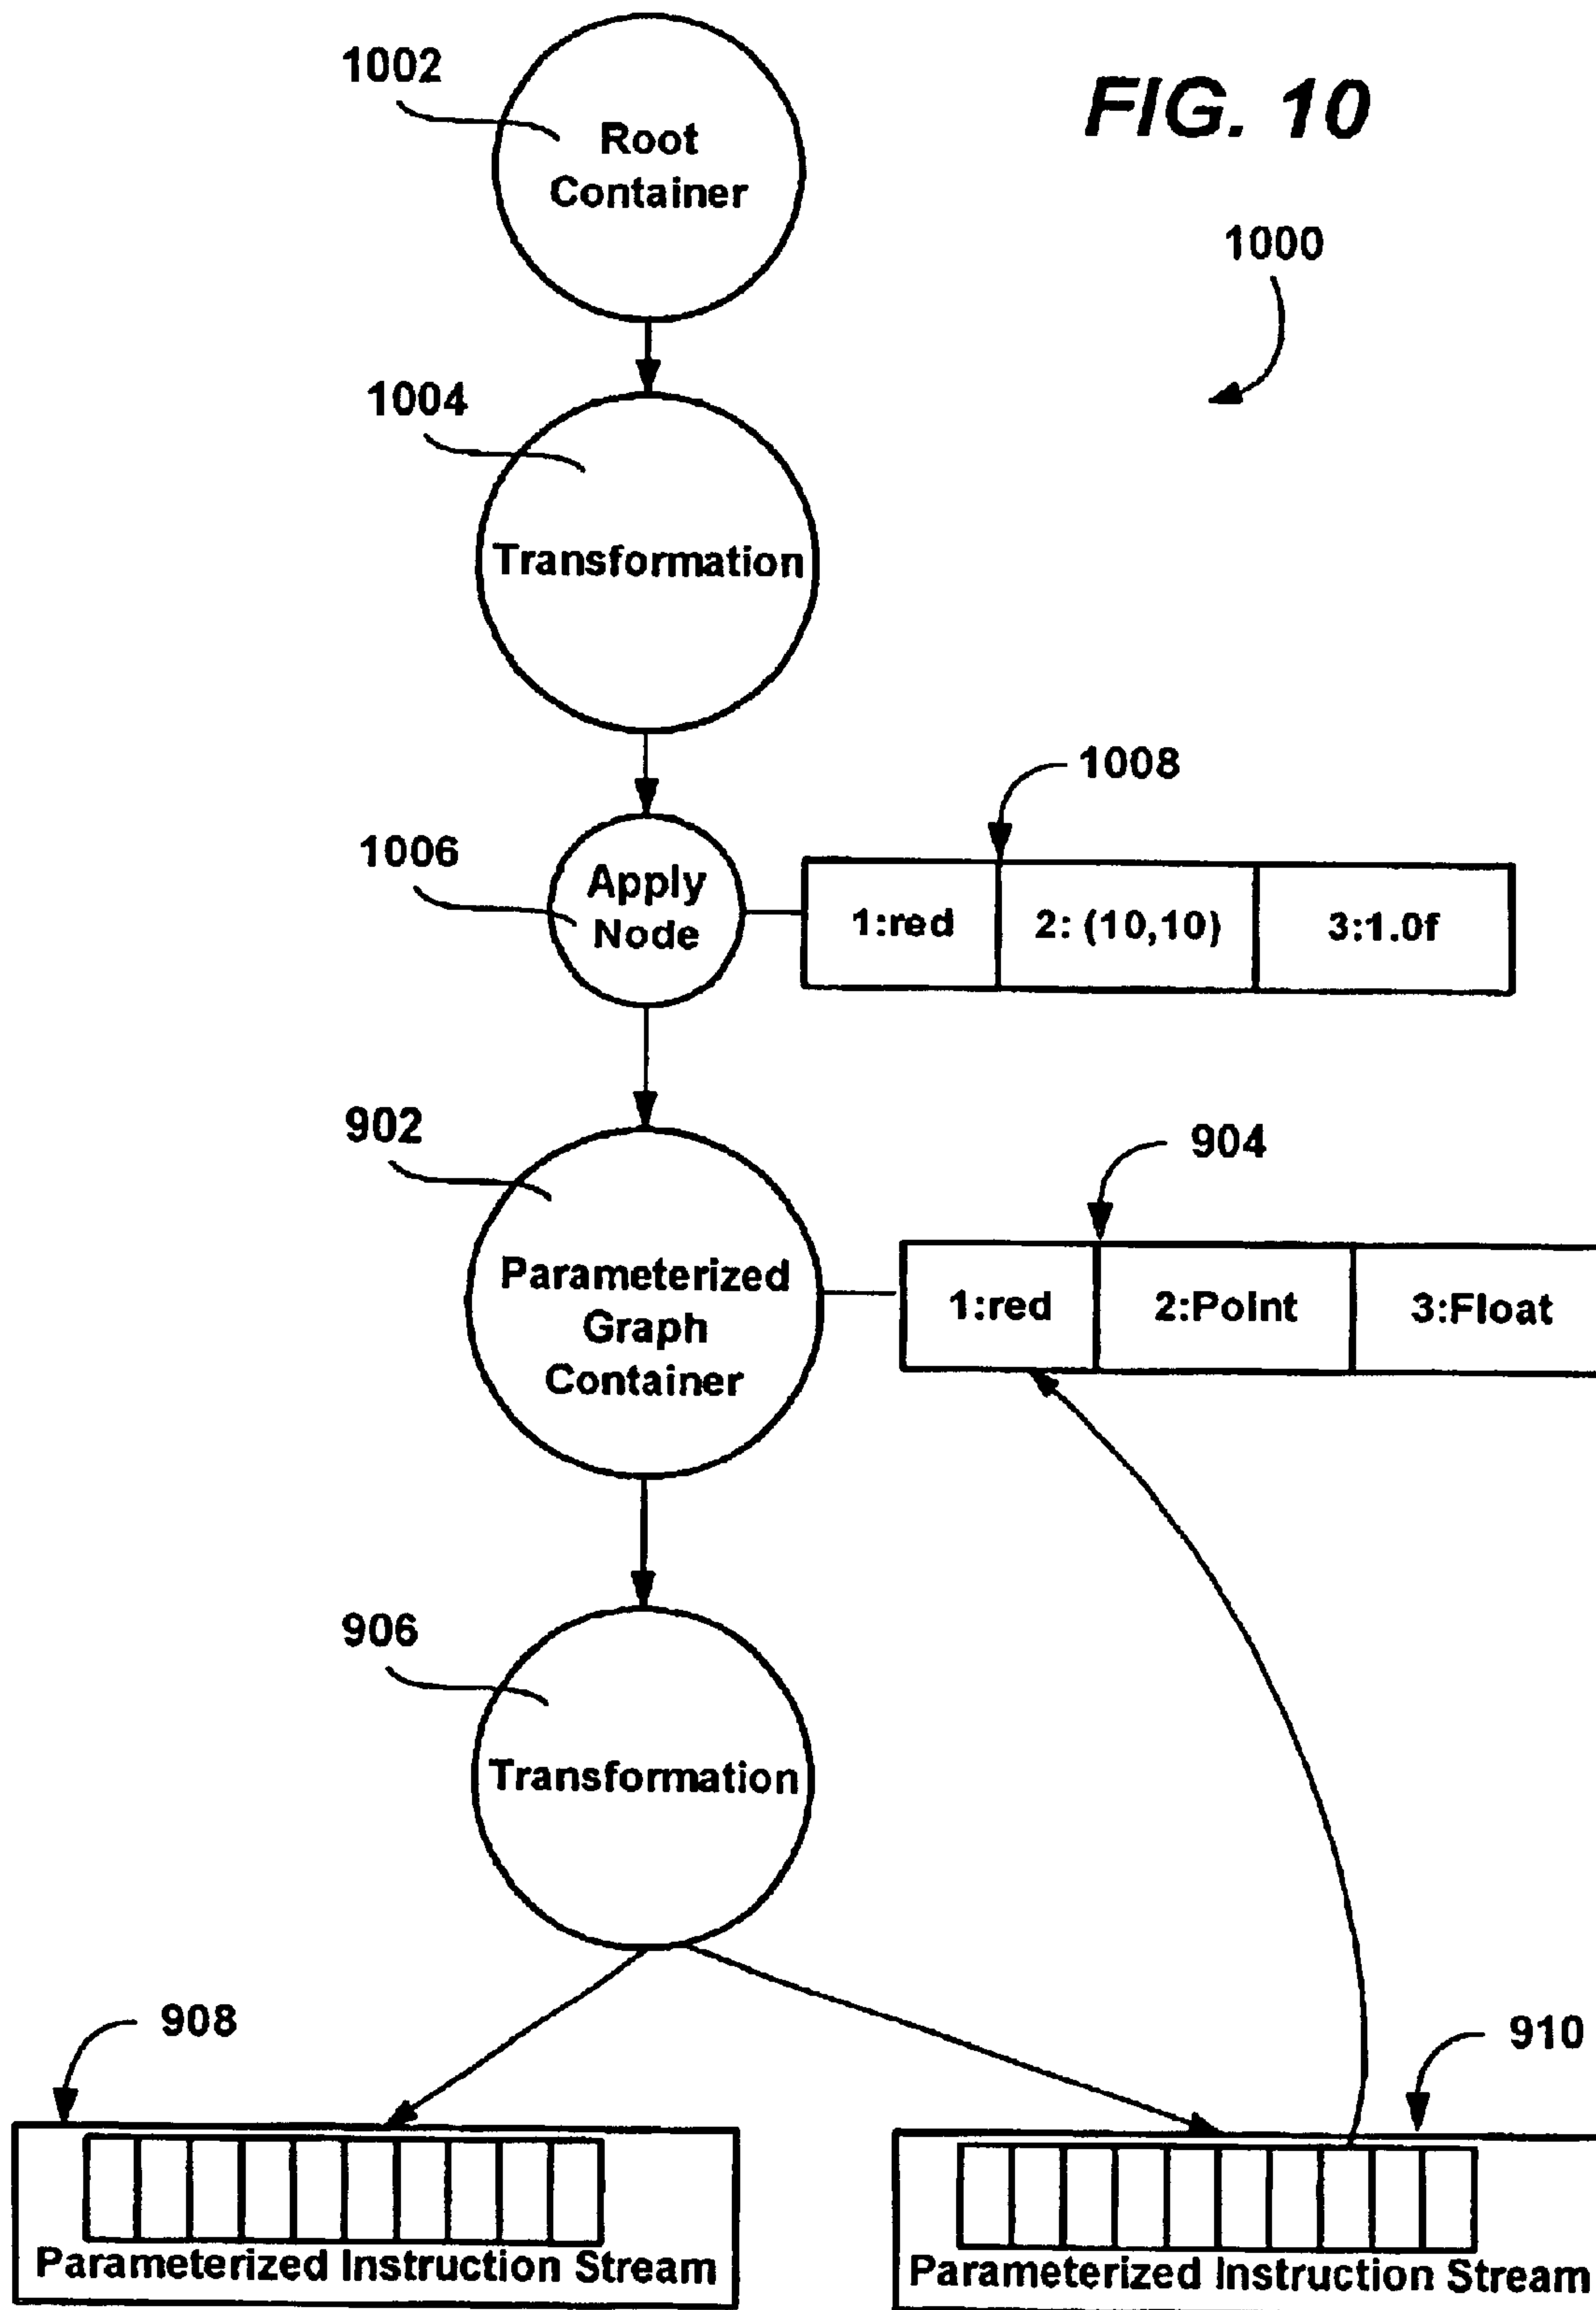 1002
FIG. 10
Root
Container
1000
1004
Transformation
1008
1006
Apply
Node
1:red
2: (10,10)
3:1.0f
902
904
Parameterized
Graph
Container
1:red
2:Point
3:Float
906
Transformation
908
910
Parameterized Instruction Stream
Parameterized Instruction Stream